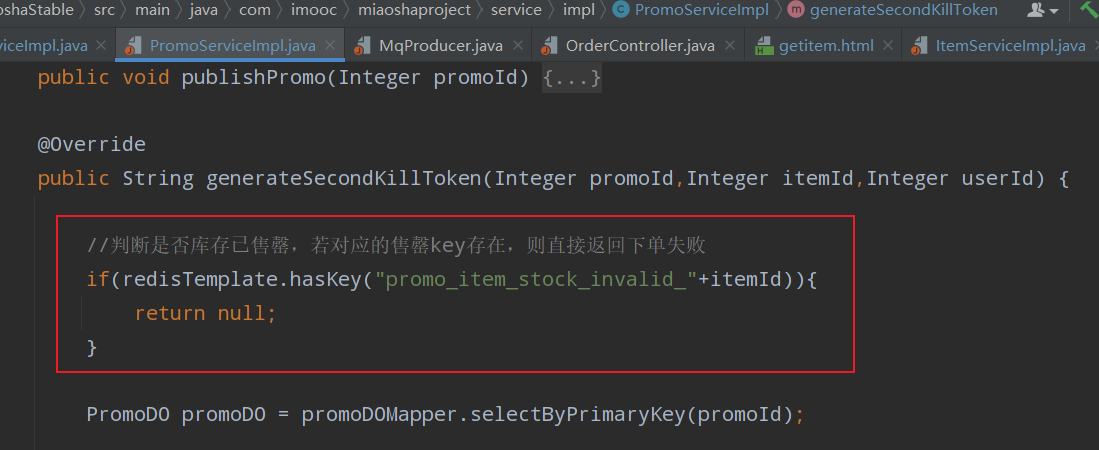 oshaStable src main java com imooc miaoshaproject service impl PromoServiceImpl generateSecondKillToken
viceImpl.java PromoServiceImpl.java MqProducer.java OrderController.java getitem.html ItemServiceImpl.java
public void publishPromo(Integer promoId) {...}
@Override
public String generateSecondKillToken(Integer promoId,Integer itemId,Integer userId) {
//判断是否库存已售罄，若对应的售罄key存在，则直接返回下单失败
if(redisTemplate.hasKey("promo_item_stock_invalid_"+itemId)){
return null;
}
PromoDO promoDO = promoDOMapper.selectByPrimaryKey(promoId);